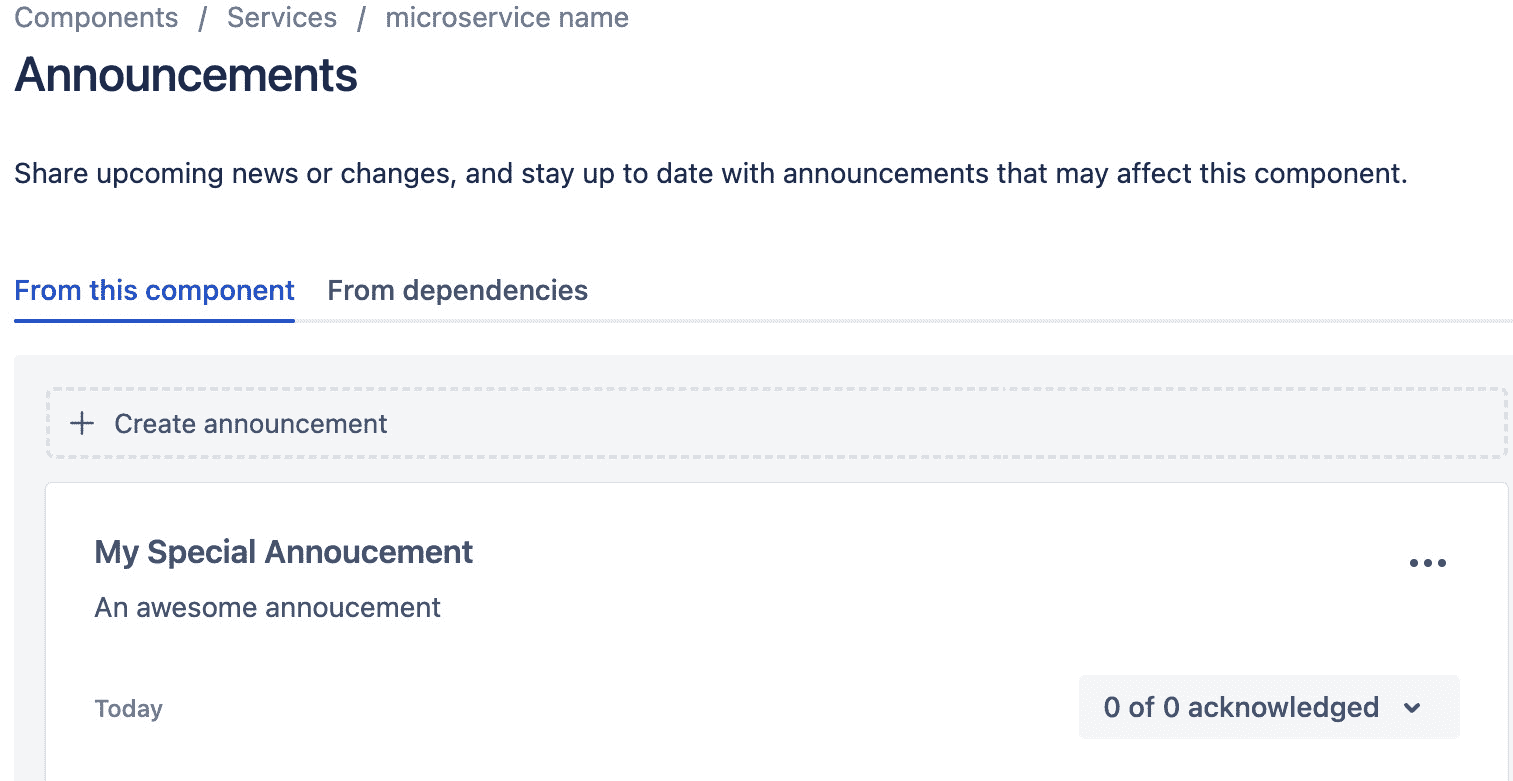 Components / Services / microservice name
Announcements
Share upcoming news or changes, and stay up to date with announcements that may affect this component.
From this component From dependencies
+ Create announcement
My Special Annoucement
An awesome annoucement
Today 0 of 0 acknowledged